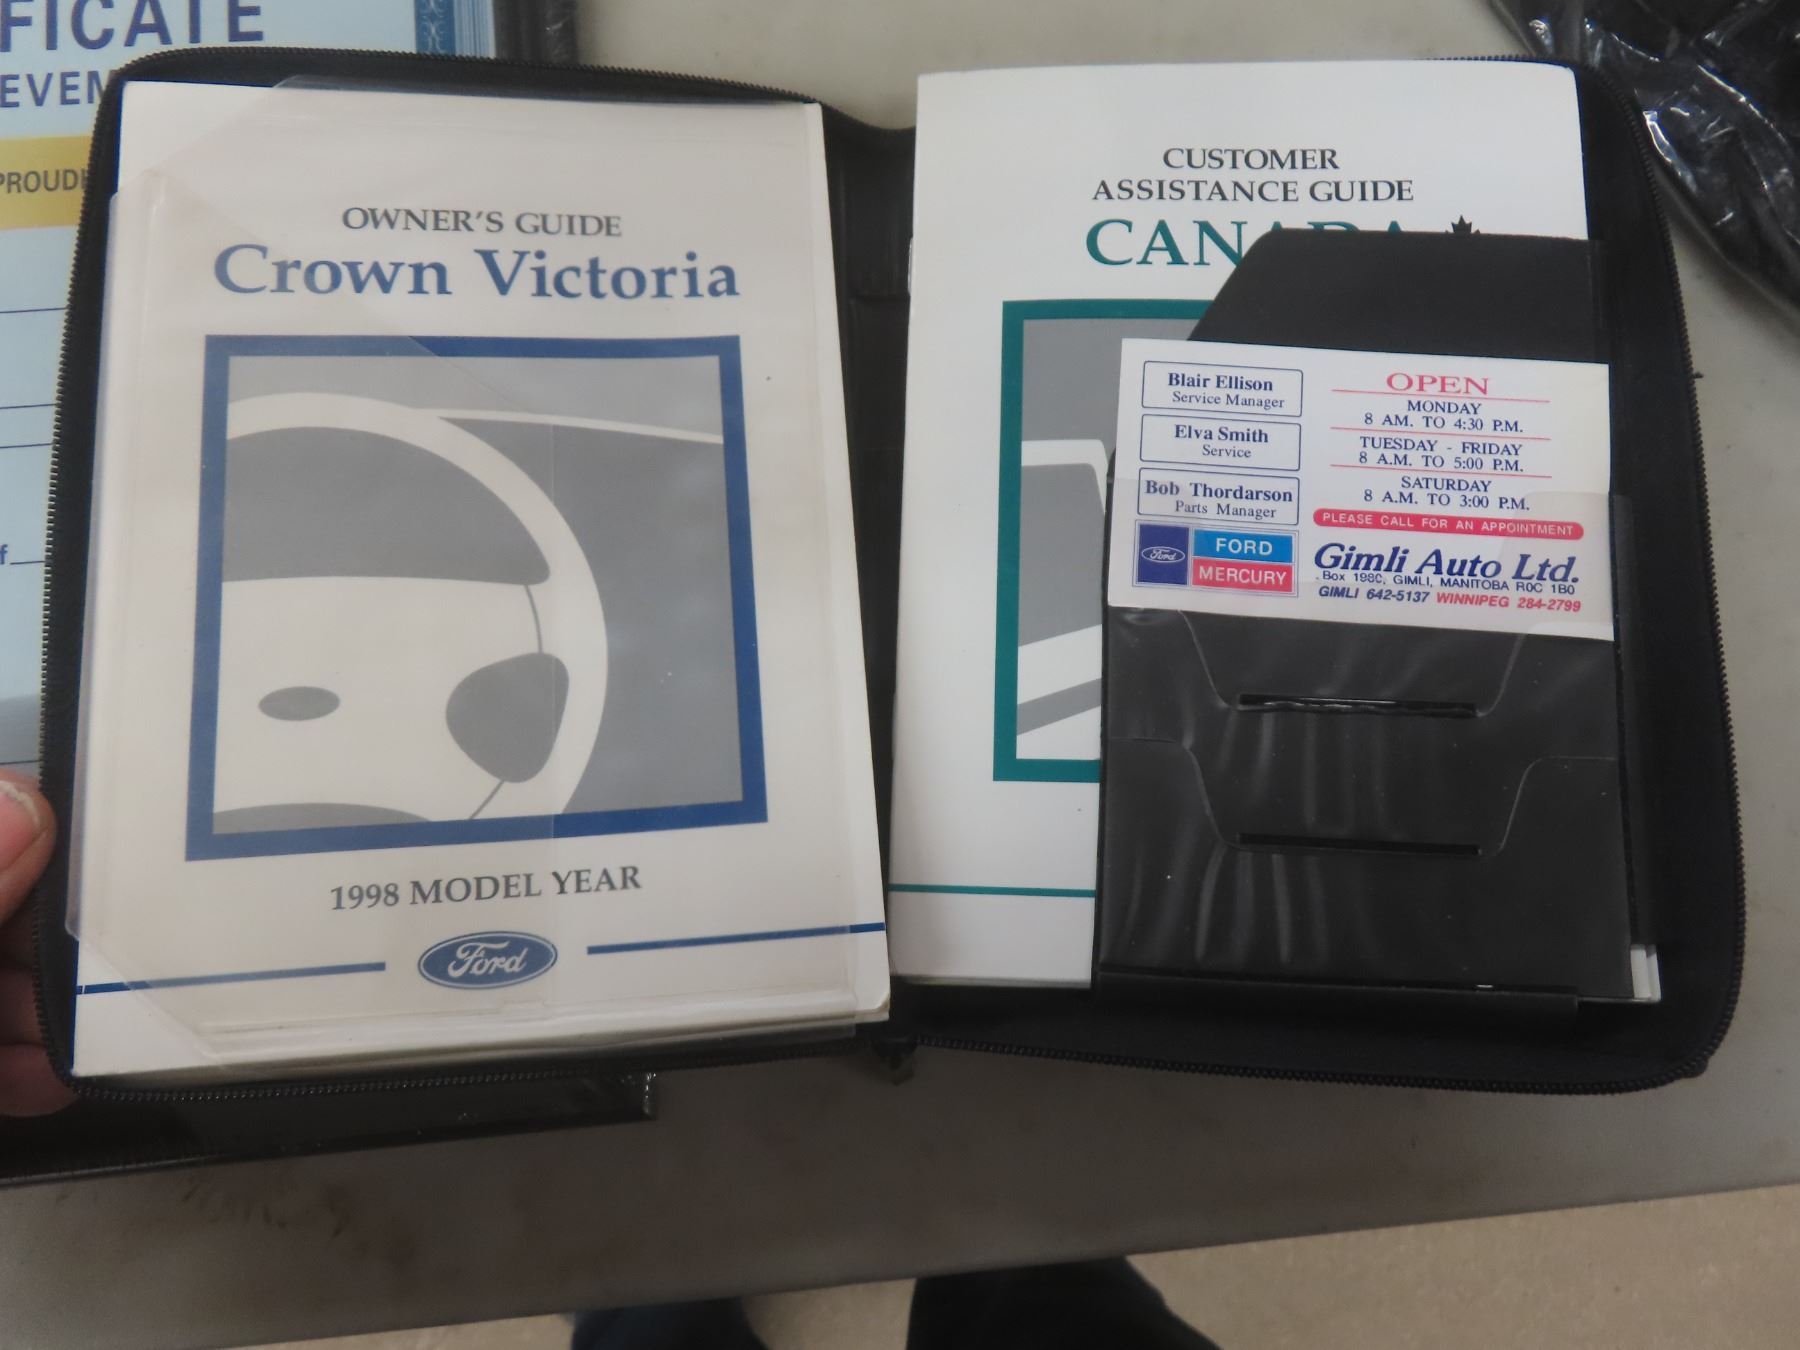 FICATE
EVEM
PROUD
f
OWNER'S GUIDE
Crown Victoria
1998 MODEL YEAR
Ford
CUSTOMER
ASSISTANCE GUIDE
CANADA
Blair Ellison
Service Manager
Elva Smith
Service
Bob Thordarson
Parts Manager
Ford
FORD
MERCURY
OPEN
MONDAY
8 AM. TO 4:30 P.M.
TUESDAY - FRIDAY
8 A.M. TO 5:00 P.M.
SATURDAY
8 A.M. TO 3:00 P.M.
PLEASE CALL FOR AN APPOINTMENT
Gimli Auto Ltd.
Box 1980, GIMLI, MANITOBA R0C 1B0
GIMLI 642-5137 WINNIPEG 284-2799